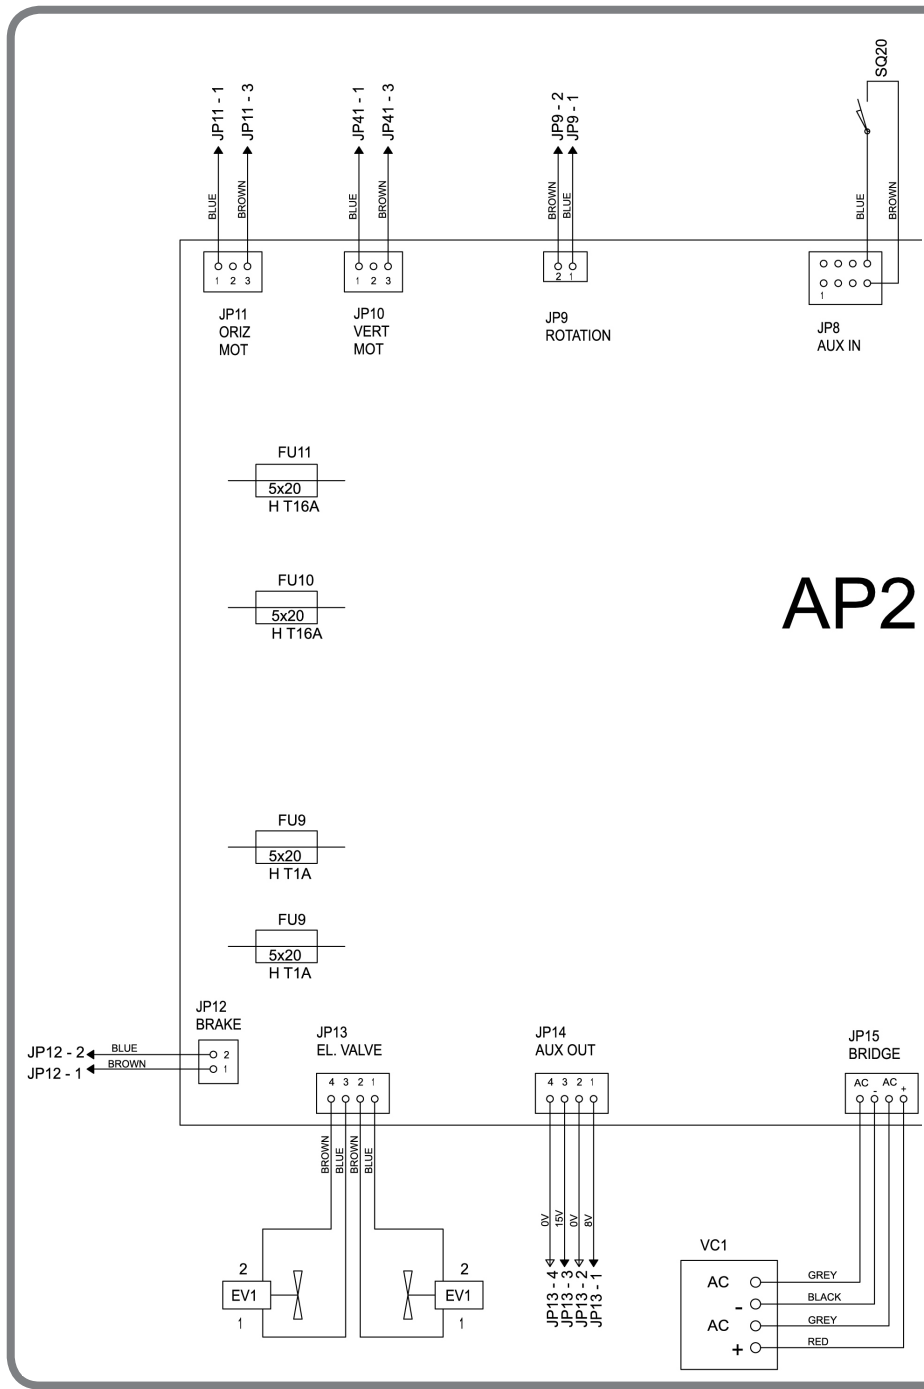 SQ20
JP11 - 1
JP11 - 3
JP41 - 1
JP41 - 3
JP9 - 2
JP9 - 1
BLUE
BROWN
BLUE
BROWN
BROWN
BLUE
BLUE
BROWN
1 2 3
1 2 3
2 1
1
JP11
ORIZ
MOT
JP10
VERT
MOT
JP9
ROTATION
JP8
AUX IN
FU11
5x20
H T16A
FU10
5x20
H T16A
AP2
FU9
5x20
H T1A
FU9
5x20
H T1A
JP12
BRAKE
JP12 - 2
BLUE
2
JP12 - 1
BROWN
1
JP13
EL. VALVE
4 3 2 1
JP14
AUX OUT
4 3 2 1
JP15
BRIDGE
AC - AC +
BROWN
BLUE
BROWN
BLUE
0V
15V
0V
8V
JP13 - 4
JP13 - 3
JP13 - 2
JP13 - 1
2
EV1
1
2
EV1
1
VC1
AC
GREY
-
BLACK
AC
GREY
+
RED